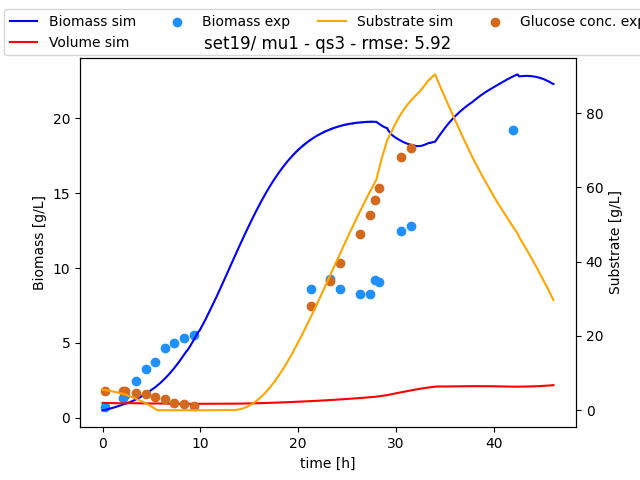 Biomass sim Biomass exp Substrate sim Glucose conc. exp
Volume sim
set19/ mu1 - qs3 - rmse: 5.92
20
15
10
5
0
Biomass [g/L]
80
60
40
20
0
Substrate [g/L]
0 10 20 30 40
time [h]